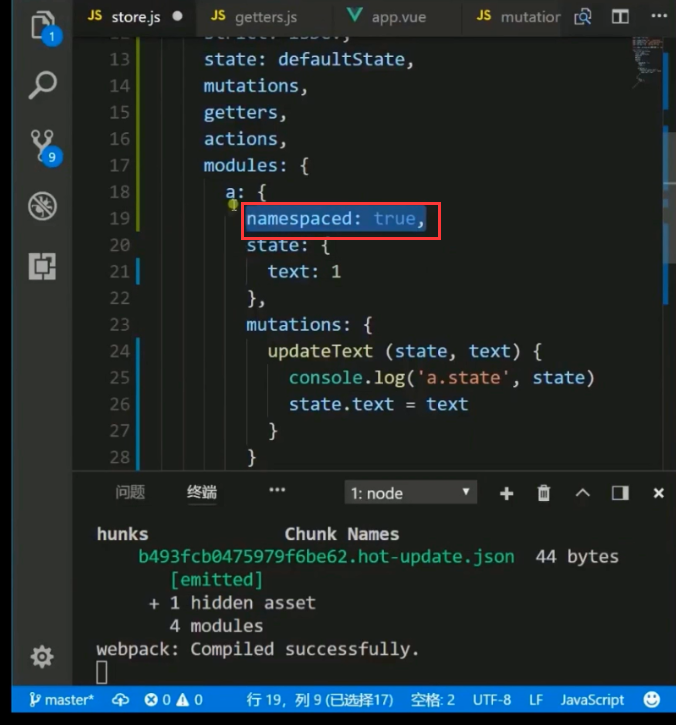 1
9
JS store.js
JS getters.js
app.vue
JS mutation
13 state: defaultState,
14 mutations,
15 getters,
16 actions,
17 modules: {
18 a: {
19 namespaced: true,
20 state: {
21 text: 1
22 },
23 mutations: {
24 updateText (state, text) {
25 console.log('a.state', state)
26 state.text = text
27 }
28 }
问题 终端 ··· 1: node
hunks Chunk Names
b493fcb0475979f6be62.hot-update.json 44 bytes
[emitted]
+ 1 hidden asset
4 modules
webpack: Compiled successfully.
master* 0 0 行 19，列 9 (已选择17) 空格: 2 UTF-8 LF JavaScript